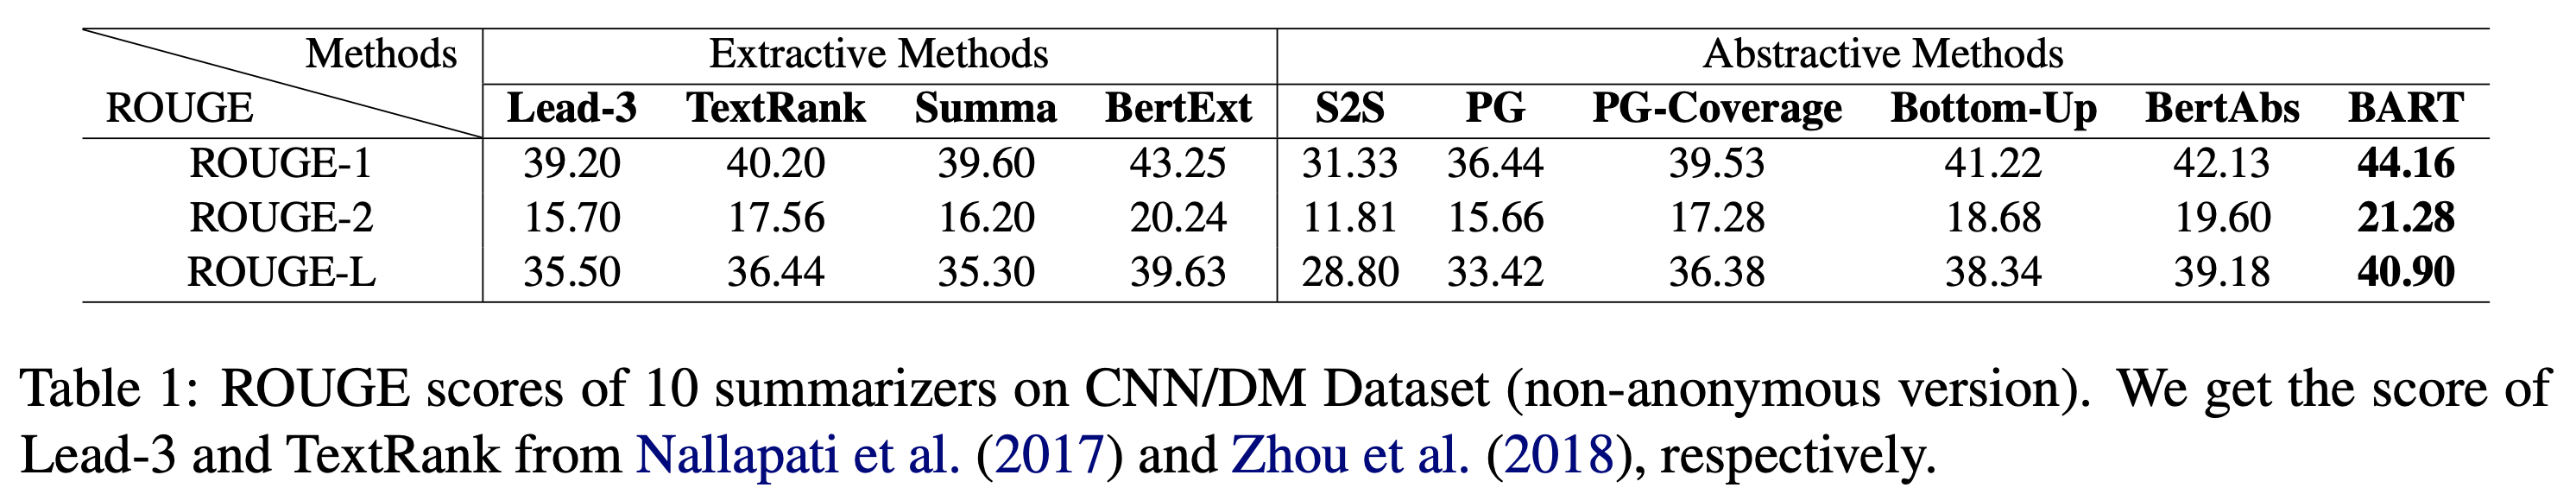 Methods Extractive Methods Abstractive Methods
ROUGE Lead-3 TextRank Summa BertExt S2S PG PG-Coverage Bottom-Up BertAbs BART
ROUGE-1 39.20 40.20 39.60 43.25 31.33 36.44 39.53 41.22 42.13 44.16
ROUGE-2 15.70 17.56 16.20 20.24 11.81 15.66 17.28 18.68 19.60 21.28
ROUGE-L 35.50 36.44 35.30 39.63 28.80 33.42 36.38 38.34 39.18 40.90
Table 1: ROUGE scores of 10 summarizers on CNN/DM Dataset (non-anonymous version). We get the score of
Lead-3 and TextRank from Nallapati et al. (2017) and Zhou et al. (2018), respectively.